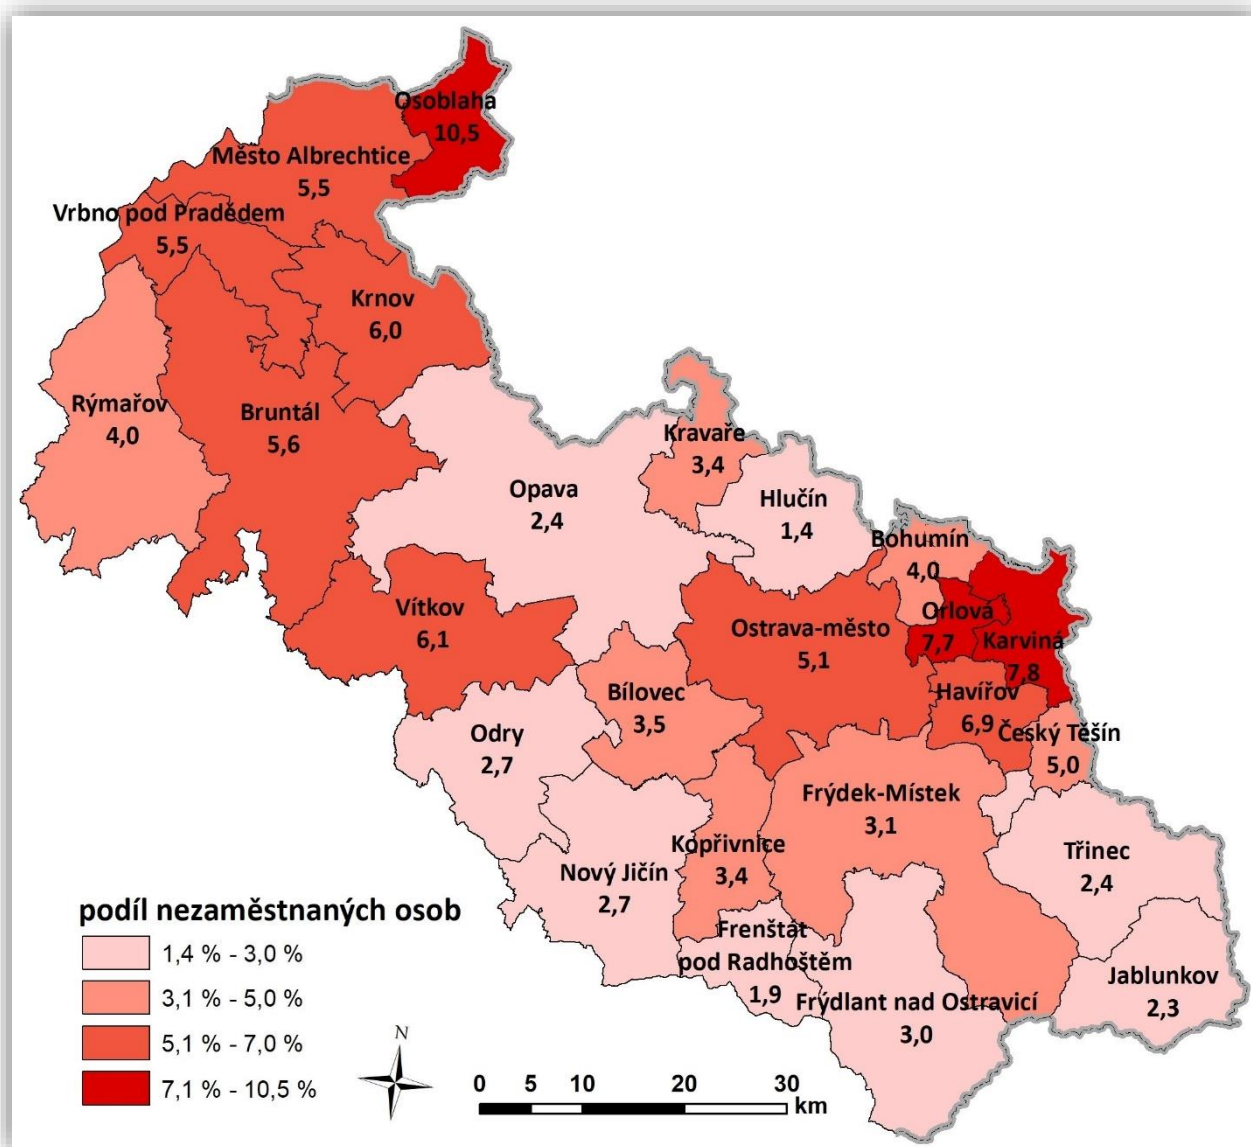 Osoblaha
10,5
Město Albrechtice
5,5
Vrbno pod Pradědem
5,5
Krnov
6,0
Rýmařov
4,0
Bruntál
5,6
Kravaře
3,4
Opava
2,4
Hlučín
1,4
Bohumín
4,0
Vítkov
6,1
Ostrava-město
5,1
Orlová
7,7
Karviná
7,8
Bílovec
3,5
Havířov
6,9
Odry
2,7
Český Těšín
5,0
Frýdek-Místek
3,1
Kopřivnice
3,4
Třinec
2,4
Nový Jičín
2,7
Frenštát
pod Radhoštěm
1,9
Frýdlant nad Ostravicí
3,0
Jablunkov
2,3
podíl nezaměstnaných osob
1,4 % - 3,0 %
3,1 % - 5,0 %
5,1 % - 7,0 %
7,1 % - 10,5 %
N
0 5 10 20 30
km